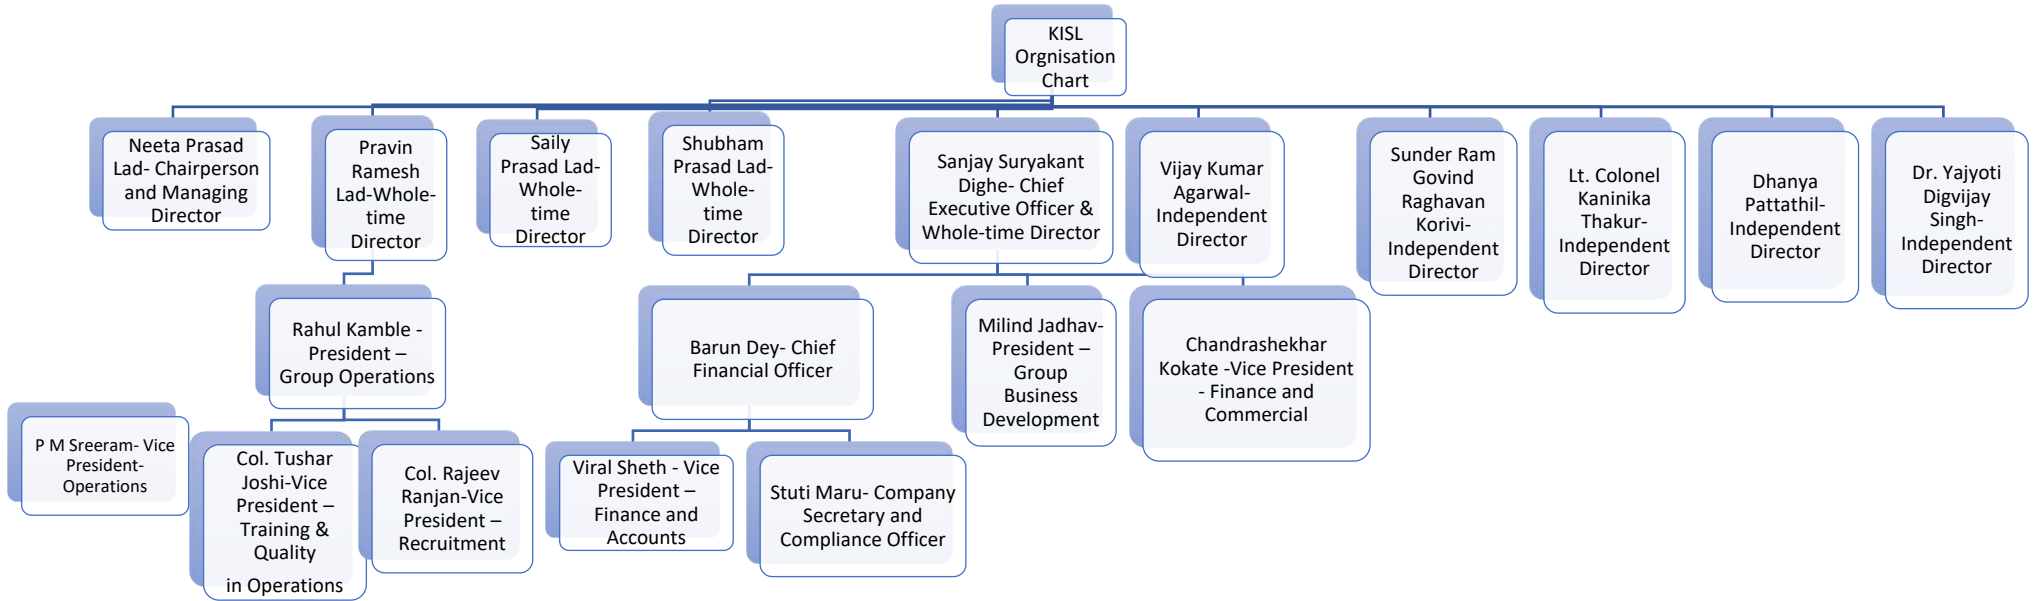 KISL
Orgnisation
Chart
Neeta Prasad
Lad- Chairperson
and Managing
Director
Pravin
Ramesh
Lad-Whole-
time
Director
Saily
Prasad Lad-
Whole-
time
Director
Shubham
Prasad Lad-
Whole-
time
Director
Sanjay Suryakant
Dighe- Chief
Executive Officer &
Whole-time Director
Vijay Kumar
Agarwal-
Independent
Director
Sunder Ram
Govind
Raghavan
Korivi-
Independent
Director
Lt. Colonel
Kaninika
Thakur-
Independent
Director
Dhanya
Pattathil-
Independent
Director
Dr. Yajyoti
Digvijay
Singh-
Independent
Director
Rahul Kamble -
President –
Group Operations
Barun Dey- Chief
Financial Officer
Milind Jadhav-
President –
Group
Business
Development
Chandrashekhar
Kokate -Vice President
- Finance and
Commercial
P M Sreeram- Vice
President-
Operations
Col. Tushar
Joshi-Vice
President –
Training &
Quality
in Operations
Col. Rajeev
Ranjan-Vice
President –
Recruitment
Viral Sheth - Vice
President –
Finance and
Accounts
Stuti Maru- Company
Secretary and
Compliance Officer